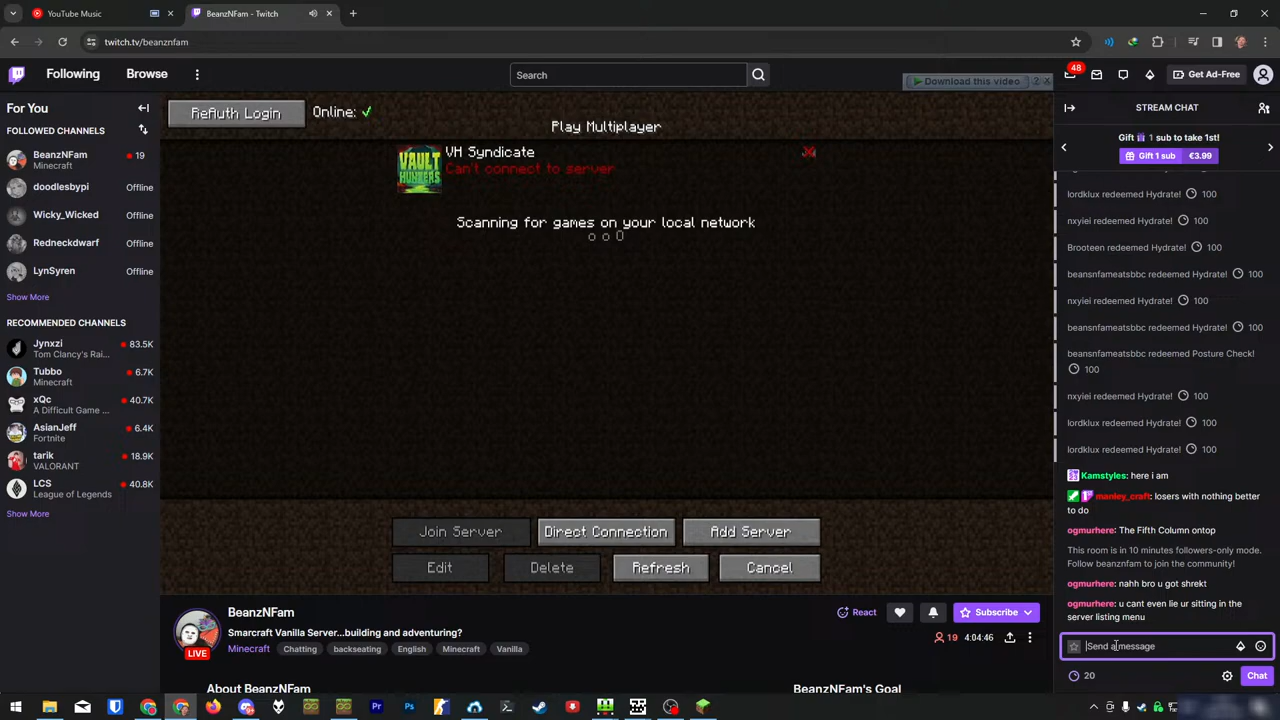 YouTube Music
BeanzNFam - Twitch
twitch.tv/beanznfam
Following
Browse
Search
Download this video
?
48
Get Ad-Free
For You
FOLLOWED CHANNELS
BeanzNFam
19
Minecraft
doodlesbypi
Offline
Wicky_Wicked
Offline
Redneckdwarf
Offline
LynSyren
Offline
Show More
RECOMMENDED CHANNELS
Jynxzi
83.5K
Tom Clancy's Rai...
Tubbo
6.7K
Minecraft
xQc
40.7K
A Difficult Game ...
AsianJeff
6.4K
Fortnite
tarik
18.9K
VALORANT
LCS
40.8K
League of Legends
Show More
ReAuth Login
Online: ✓
Play Multiplayer
VAULT HUNTERS
VH Syndicate
Can't connect to server
Scanning for games on your local network
o o O
Join Server
Direct Connection
Add Server
Edit
Delete
Refresh
Cancel
LIVE
BeanzNFam
Smarcraft Vanilla Server...building and adventuring?
Minecraft
Chatting
backseating
English
Minecraft
Vanilla
React
Subscribe
19
4:04:46
About BeanzNFam
BeanzNFam's Goal
STREAM CHAT
Gift 1 sub to take 1st!
Gift 1 sub
€3.99
lordklux redeemed Hydrate! 100
nxyiei redeemed Hydrate! 100
Brooteen redeemed Hydrate! 100
beansnfameatsbbc redeemed Hydrate! 100
nxyiei redeemed Hydrate! 100
beansnfameatsbbc redeemed Hydrate! 100
beansnfameatsbbc redeemed Posture Check!
100
nxyiei redeemed Hydrate! 100
lordklux redeemed Hydrate! 100
lordklux redeemed Hydrate! 100
Kamstyles: here i am
manley_craft: losers with nothing better
to do
ogmurhere: The Fifth Column ontop
This room is in 10 minutes followers-only mode.
Follow beanznfam to join the community!
ogmurhere: nahh bro u got shrekt
ogmurhere: u cant even lie ur sitting in the
server listing menu
Send a message
20
Chat
Pr
Ps